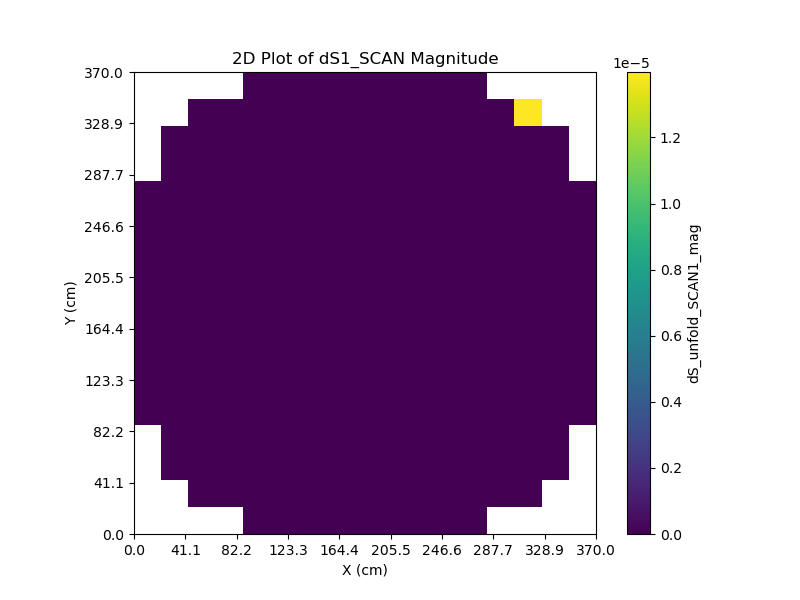 2D Plot of dS1_SCAN Magnitude
1e−5
370.0
328.9
287.7
246.6
205.5
164.4
123.3
82.2
41.1
0.0
Y (cm)
0.0 41.1 82.2 123.3 164.4 205.5 246.6 287.7 328.9 370.0
X (cm)
1.2
1.0
0.8
0.6
0.4
0.2
0.0
dS_unfold_SCAN1_mag